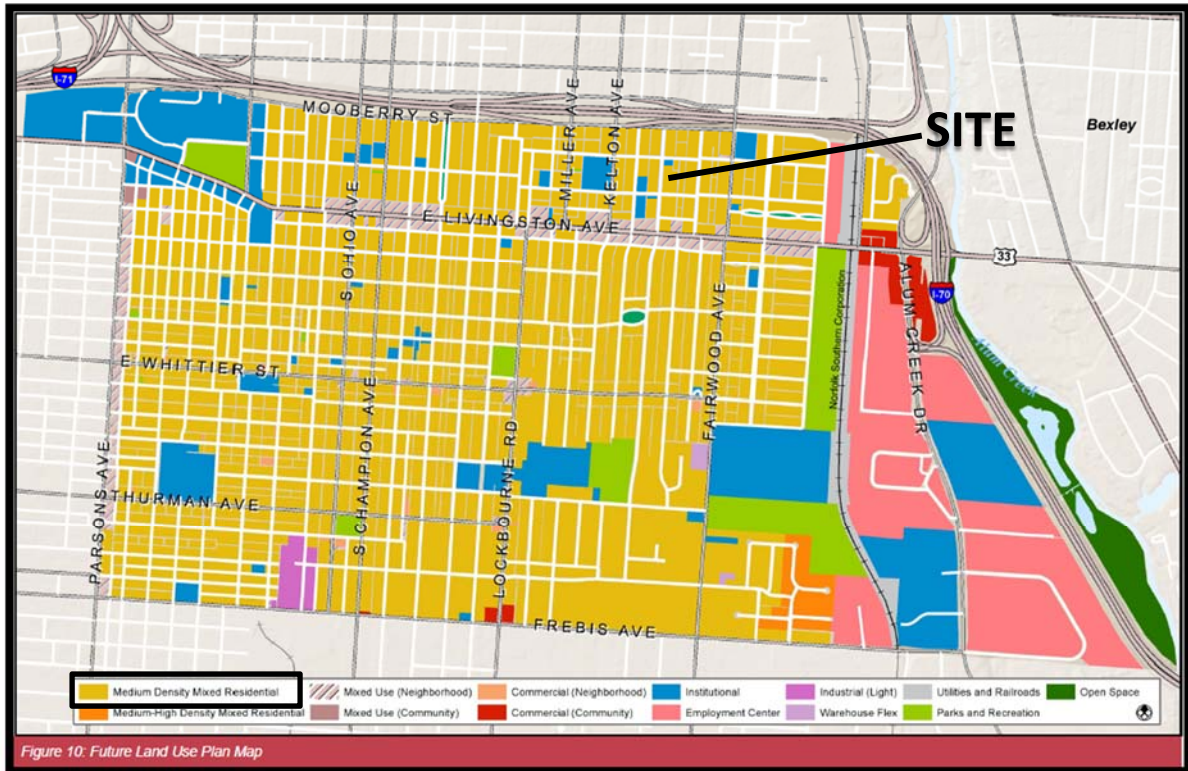 I-71
MOOBERRY ST
MILLER AVE
KELTON AVE
SITE
Bexley
S OHIO AVE
E LIVINGSTON AVE
33
I-70
ALUM CREEK DR
Norfolk Southern Corporation
Alum Creek
E WHITTIER ST
FAIRWOOD AVE
S CHAMPION AVE
LOCKBOURNE RD
PARSONS AVE
THURMAN AVE
FREBIS AVE
Medium Density Mixed Residential
Mixed Use (Neighborhood)
Commercial (Neighborhood)
Institutional
Industrial (Light)
Utilities and Railroads
Open Space
Medium-High Density Mixed Residential
Mixed Use (Community)
Commercial (Community)
Employment Center
Warehouse Flex
Parks and Recreation
Figure 10: Future Land Use Plan Map